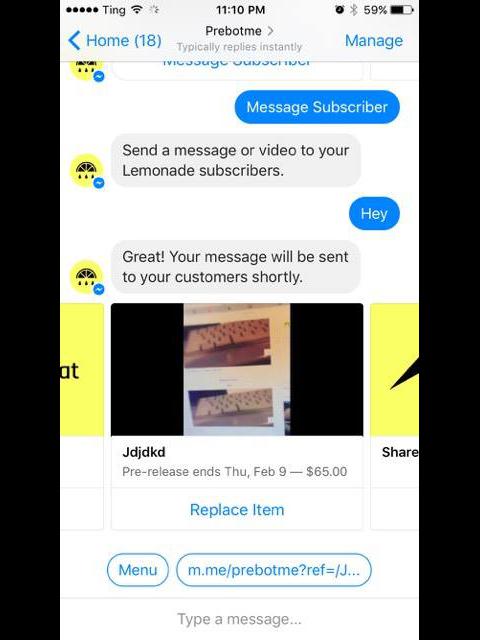 ●●●●● Ting 11:10 PM 59%
Home (18) Prebotme > Manage
Typically replies instantly
Message Subscriber
Message Subscriber
Send a message or video to your
Lemonade subscribers.
Hey
Great! Your message will be sent
to your customers shortly.
at
Jdjdkd
Share
Pre-release ends Thu, Feb 9 — $65.00
Replace Item
Menu
m.me/prebotme?ref=/J...
Type a message...